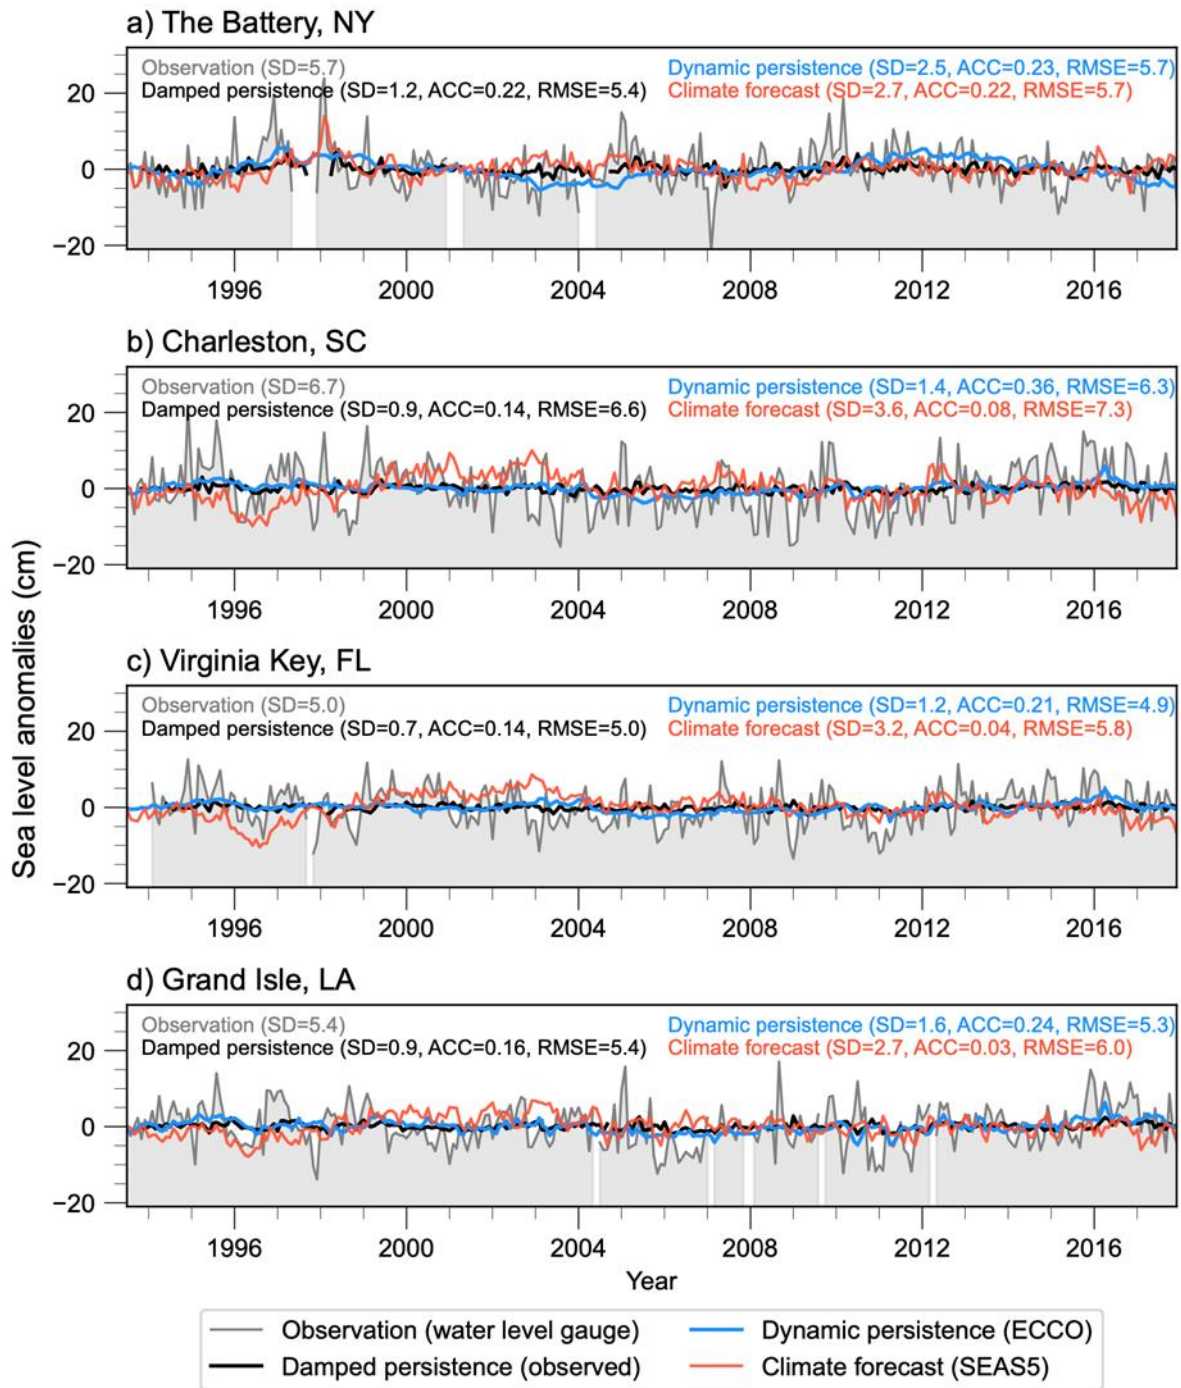 a) The Battery, NY
Observation (SD=5.7)
Dynamic persistence (SD=2.5, ACC=0.23, RMSE=5.7)
Damped persistence (SD=1.2, ACC=0.22, RMSE=5.4)
Climate forecast (SD=2.7, ACC=0.22, RMSE=5.7)
20
0
−20
1996 2000 2004 2008 2012 2016
b) Charleston, SC
Observation (SD=6.7)
Dynamic persistence (SD=1.4, ACC=0.36, RMSE=6.3)
Damped persistence (SD=0.9, ACC=0.14, RMSE=6.6)
Climate forecast (SD=3.6, ACC=0.08, RMSE=7.3)
20
0
−20
1996 2000 2004 2008 2012 2016
Sea level anomalies (cm)
c) Virginia Key, FL
Observation (SD=5.0)
Dynamic persistence (SD=1.2, ACC=0.21, RMSE=4.9)
Damped persistence (SD=0.7, ACC=0.14, RMSE=5.0)
Climate forecast (SD=3.2, ACC=0.04, RMSE=5.8)
20
0
−20
1996 2000 2004 2008 2012 2016
d) Grand Isle, LA
Observation (SD=5.4)
Dynamic persistence (SD=1.6, ACC=0.24, RMSE=5.3)
Damped persistence (SD=0.9, ACC=0.16, RMSE=5.4)
Climate forecast (SD=2.7, ACC=0.03, RMSE=6.0)
20
0
−20
1996 2000 2004 2008 2012 2016
Year
Observation (water level gauge)
Dynamic persistence (ECCO)
Damped persistence (observed)
Climate forecast (SEAS5)